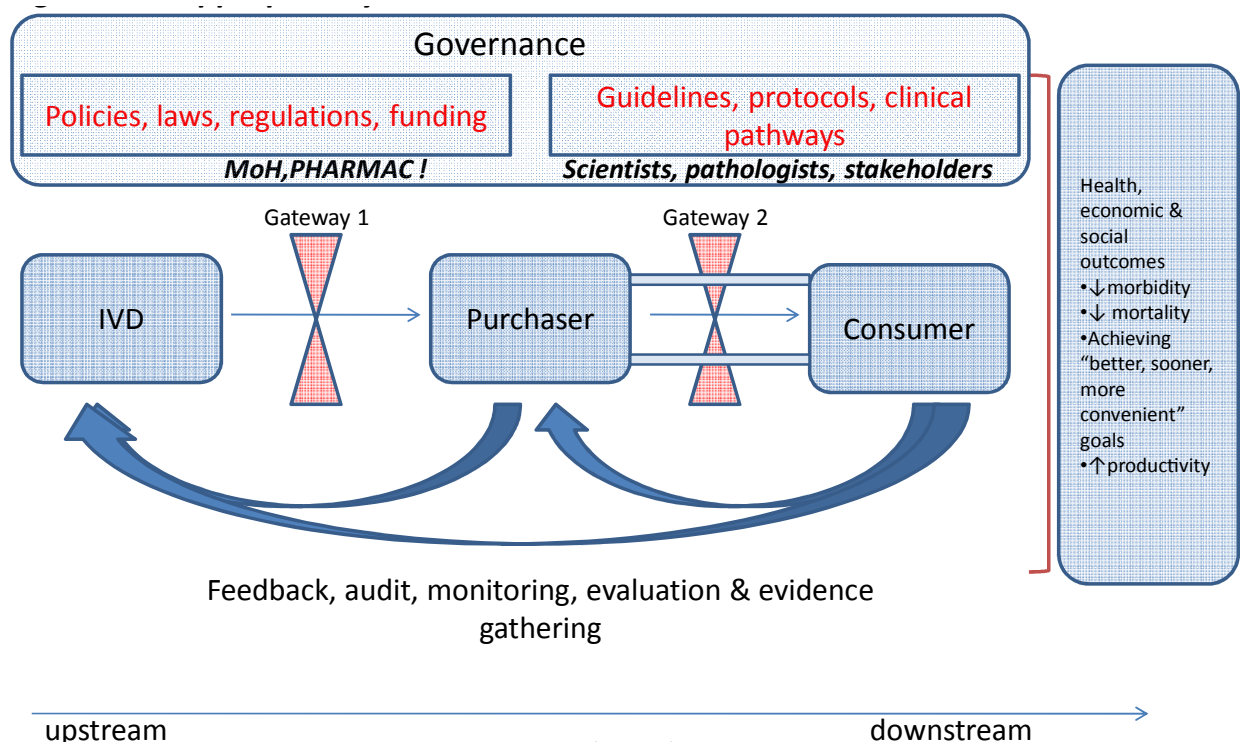 Governance
Policies, laws, regulations, funding
Guidelines, protocols, clinical
pathways
MoH,PHARMAC !
Scientists, pathologists, stakeholders
Gateway 1
Gateway 2
IVD
Purchaser
Consumer
Health,
economic &
social
outcomes
•↓morbidity
•↓ mortality
•Achieving
“better, sooner,
more
convenient”
goals
•↑productivity
Feedback, audit, monitoring, evaluation & evidence
gathering
upstream
downstream